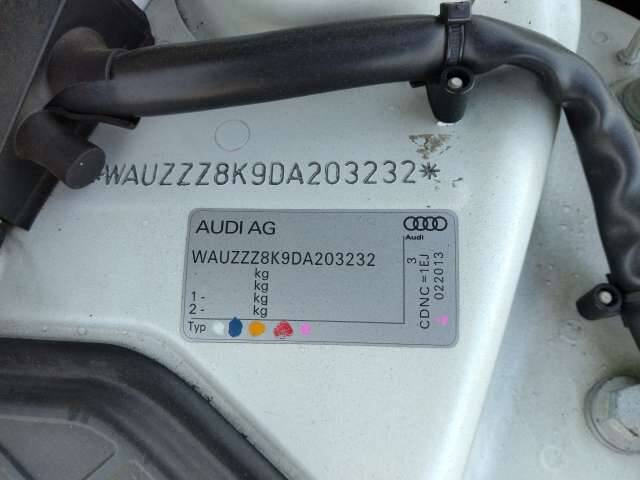 *WAUZZZ8K9DA203232*
AUDI AG
Audi
WAUZZZ8K9DA203232
kg
kg
1 - kg
2 - kg
Typ
3
CDNC =1EJ 022013